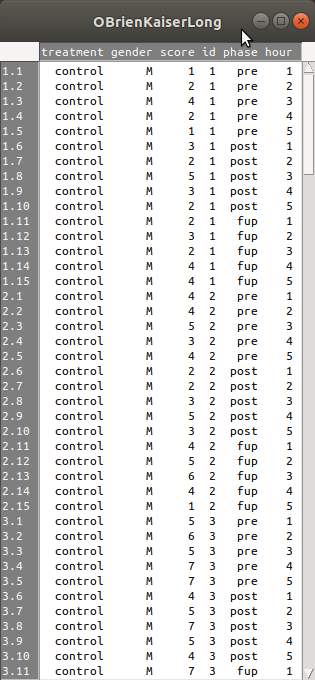 OBrienKaiserLong
treatment gender score id phase hour
1.1 control M 1 1 pre 1
1.2 control M 2 1 pre 2
1.3 control M 4 1 pre 3
1.4 control M 2 1 pre 4
1.5 control M 1 1 pre 5
1.6 control M 3 1 post 1
1.7 control M 2 1 post 2
1.8 control M 5 1 post 3
1.9 control M 3 1 post 4
1.10 control M 2 1 post 5
1.11 control M 2 1 fup 1
1.12 control M 3 1 fup 2
1.13 control M 2 1 fup 3
1.14 control M 4 1 fup 4
1.15 control M 4 1 fup 5
2.1 control M 4 2 pre 1
2.2 control M 4 2 pre 2
2.3 control M 5 2 pre 3
2.4 control M 3 2 pre 4
2.5 control M 4 2 pre 5
2.6 control M 2 2 post 1
2.7 control M 2 2 post 2
2.8 control M 3 2 post 3
2.9 control M 5 2 post 4
2.10 control M 3 2 post 5
2.11 control M 4 2 fup 1
2.12 control M 5 2 fup 2
2.13 control M 6 2 fup 3
2.14 control M 4 2 fup 4
2.15 control M 1 2 fup 5
3.1 control M 5 3 pre 1
3.2 control M 6 3 pre 2
3.3 control M 5 3 pre 3
3.4 control M 7 3 pre 4
3.5 control M 7 3 pre 5
3.6 control M 4 3 post 1
3.7 control M 5 3 post 2
3.8 control M 7 3 post 3
3.9 control M 5 3 post 4
3.10 control M 4 3 post 5
3.11 control M 7 3 fup 1